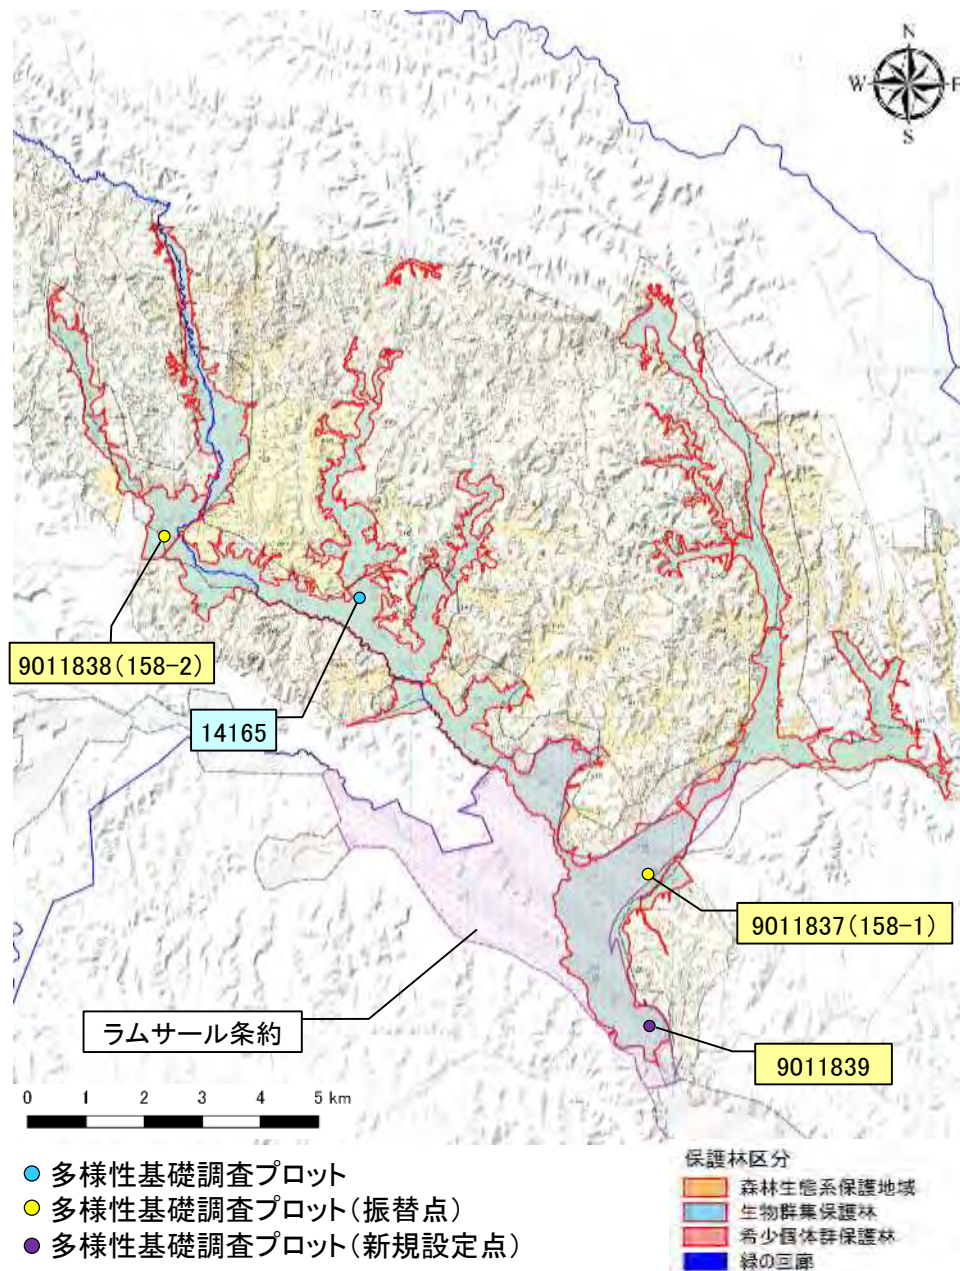 N
W
E
S
9011838(158-2)
14165
9011837(158-1)
ラムサール条約
9011839
0 1 2 3 4 5 km
多様性基礎調査プロット
多様性基礎調査プロット(振替点)
多様性基礎調査プロット(新規設定点)
保護林区分
森林生態系保護地域
生物群集保護林
希少個体群保護林
緑の回廊